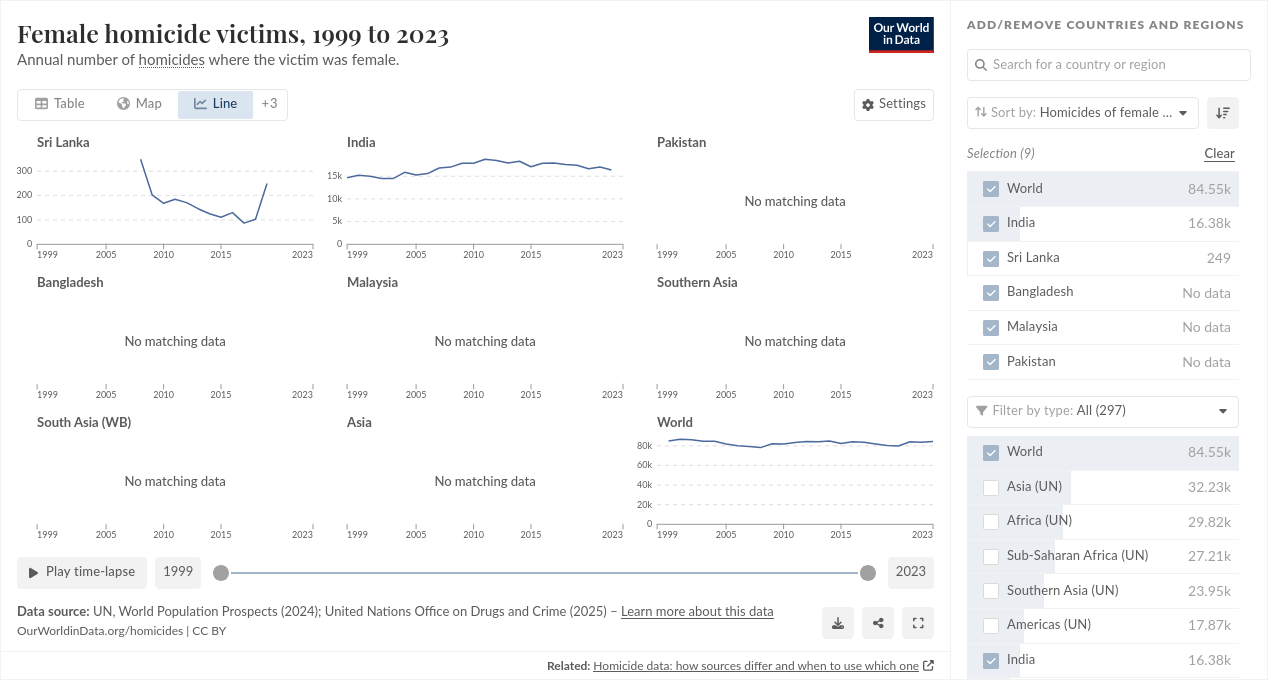 Female homicide victims, 1999 to 2023
Annual number of homicides where the victim was female.
Our World
in Data
Table
Map
Line
+3
Settings
Sri Lanka
300
200
100
0
1999
2005
2010
2015
2023
India
15k
10k
5k
0
1999
2005
2010
2015
2023
Pakistan
No matching data
1999
2005
2010
2015
2023
Bangladesh
No matching data
1999
2005
2010
2015
2023
Malaysia
No matching data
1999
2005
2010
2015
2023
Southern Asia
No matching data
1999
2005
2010
2015
2023
South Asia (WB)
No matching data
1999
2005
2010
2015
2023
Asia
No matching data
1999
2005
2010
2015
2023
World
80k
60k
40k
20k
0
1999
2005
2010
2015
2023
Play time-lapse
1999
2023
Data source: UN, World Population Prospects (2024); United Nations Office on Drugs and Crime (2025) – Learn more about this data
OurWorldinData.org/homicides | CC BY
Related: Homicide data: how sources differ and when to use which one
ADD/REMOVE COUNTRIES AND REGIONS
Search for a country or region
Sort by: Homicides of female ...
Selection (9)
Clear
World 84.55k
India 16.38k
Sri Lanka 249
Bangladesh No data
Malaysia No data
Pakistan No data
Filter by type: All (297)
World 84.55k
Asia (UN) 32.23k
Africa (UN) 29.82k
Sub-Saharan Africa (UN) 27.21k
Southern Asia (UN) 23.95k
Americas (UN) 17.87k
India 16.38k